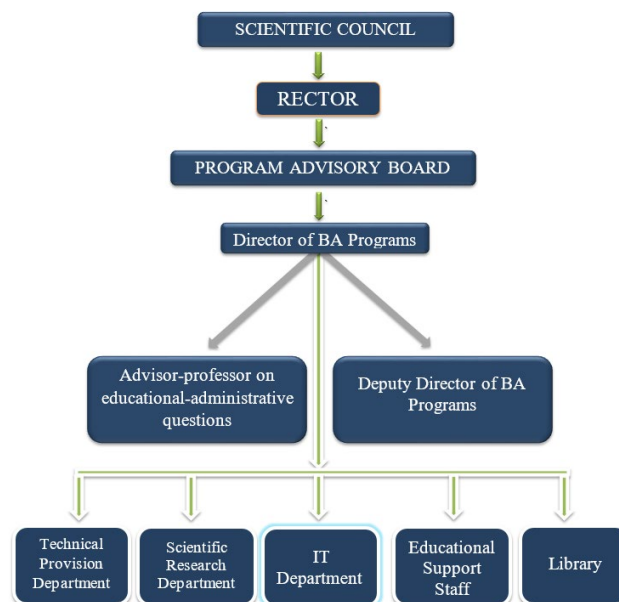 SCIENTIFIC COUNCIL
RECTOR
PROGRAM ADVISORY BOARD
Director of BA Programs
Advisor-professor on
educational-administrative
questions
Deputy Director of BA
Programs
Technical
Provision
Department
Scientific
Research
Department
IT
Department
Educational
Support
Staff
Library